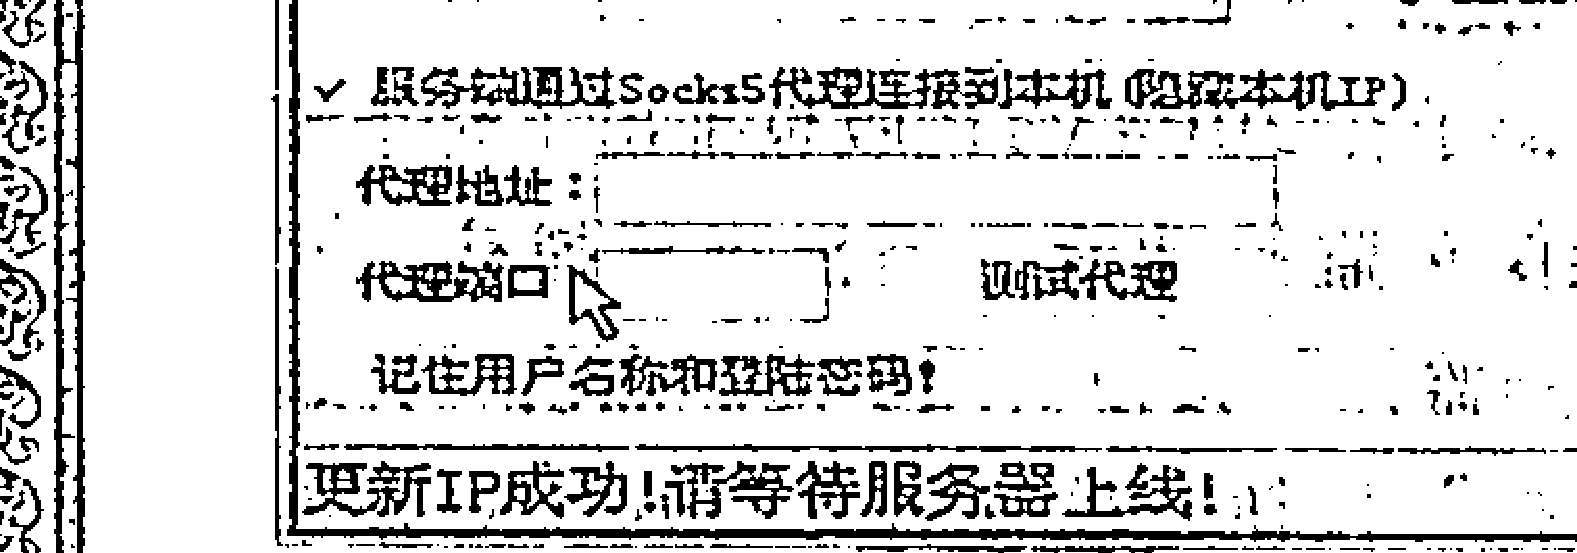 服务端通过Socks5代理连接到本机(隐藏本机IP)
代理地址:
代理端口
测试代理
记住用户名称和登陆密码!
更新IP成功!请等待服务器上线!